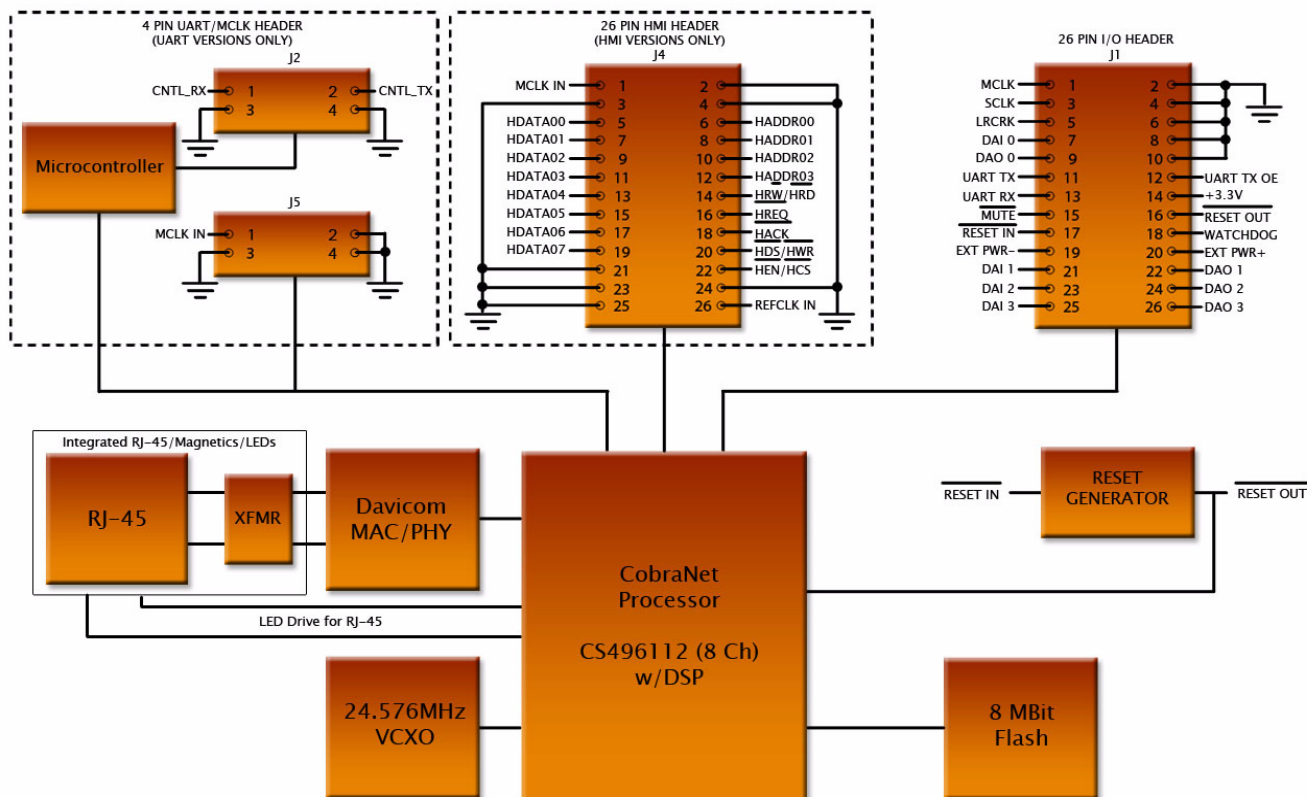 4 PIN UART/MCLK HEADER
(UART VERSIONS ONLY)
J2
CNTL_RX 1 2 CNTL_TX
3 4
Microcontroller
J5
MCLK IN 1 2
3 4
26 PIN HMI HEADER
(HMI VERSIONS ONLY)
J4
MCLK IN 1 2
3 4
HDATA00 5 6 HADDR00
HDATA01 7 8 HADDR01
HDATA02 9 10 HADDR02
HDATA03 11 12 HADDR03
HDATA04 13 14 HRW/HRD
HDATA05 15 16 HREQ
HDATA06 17 18 HACK
HDATA07 19 20 HDS/HWR
21 22 HEN/HCS
23 24
25 26 REFCLK IN
26 PIN I/O HEADER
J1
MCLK 1 2
SCLK 3 4
LRCRK 5 6
DAI 0 7 8
DAO 0 9 10
UART TX 11 12 UART TX OE
UART RX 13 14 +3.3V
MUTE 15 16 RESET OUT
RESET IN 17 18 WATCHDOG
EXT PWR- 19 20 EXT PWR+
DAI 1 21 22 DAO 1
DAI 2 23 24 DAO 2
DAI 3 25 26 DAO 3
Integrated RJ-45/Magnetics/LEDs
RJ-45
XFMR
Davicom
MAC/PHY
LED Drive for RJ-45
24.576MHz
VCXO
CobraNet
Processor
CS496112 (8 Ch)
w/DSP
RESET IN
RESET
GENERATOR
RESET OUT
8 MBit
Flash